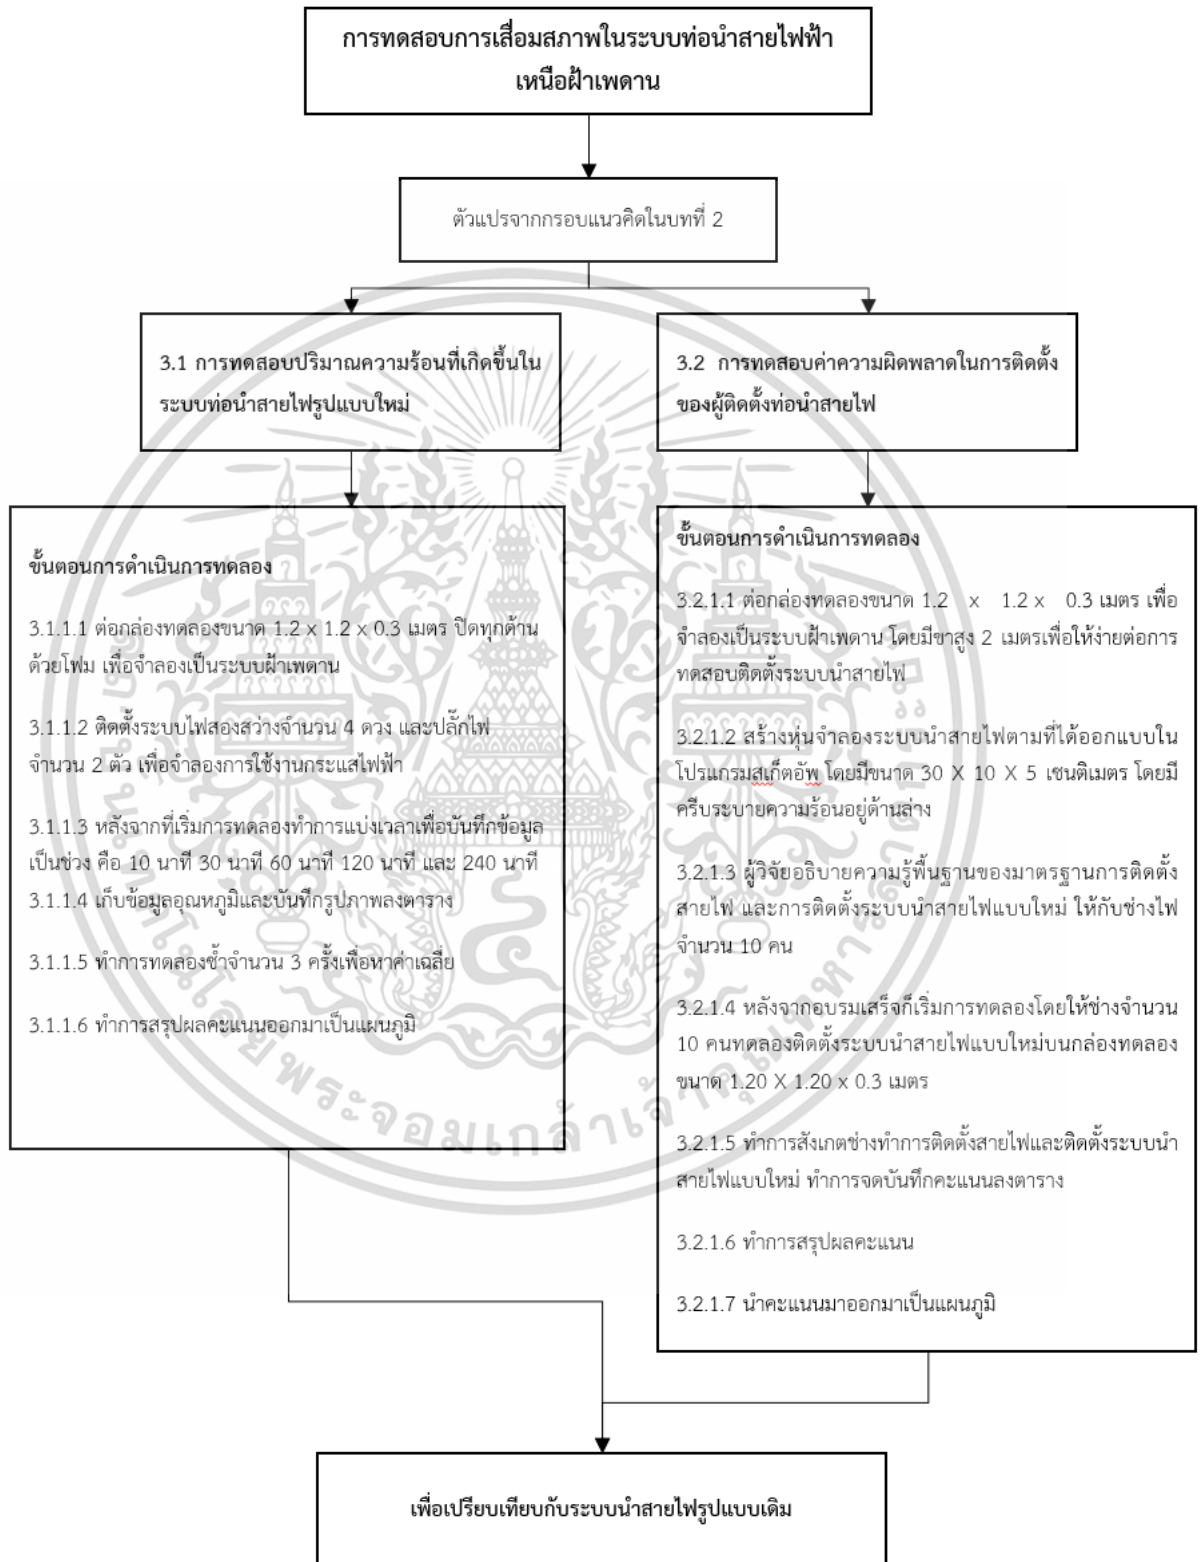 การทดสอบการเสื่อมสภาพในระบบท่อนำสายไฟฟ้า
เหนือฝ้าเพดาน
ตัวแปรจากกรอบแนวคิดในบทที่ 2
3.1 การทดสอบปริมาณความร้อนที่เกิดขึ้นใน
ระบบท่อนำสายไฟรูปแบบใหม่
3.2 การทดสอบค่าความผิดพลาดในการติดตั้ง
ของผู้ติดตั้งท่อนำสายไฟ
ขั้นตอนการดำเนินการทดลอง
3.1.1.1 ต่อกล่องทดลองขนาด 1.2 x 1.2 x 0.3 เมตร ปิดทุกด้าน
ด้วยโฟม เพื่อจำลองเป็นระบบฝ้าเพดาน
3.1.1.2 ติดตั้งระบบไฟสองสว่างจำนวน 4 ดวง และปลั๊กไฟ
จำนวน 2 ตัว เพื่อจำลองการใช้งานกระแสไฟฟ้า
3.1.1.3 หลังจากที่เริ่มการทดลองทำการแบ่งเวลาเพื่อบันทึกข้อมูล
เป็นช่วง คือ 10 นาที 30 นาที 60 นาที 120 นาที และ 240 นาที
3.1.1.4 เก็บข้อมูลอุณหภูมิและบันทึกรูปภาพลงตาราง
3.1.1.5 ทำการทดลองซ้ำจำนวน 3 ครั้งเพื่อหาค่าเฉลี่ย
3.1.1.6 ทำการสรุปผลคะแนนออกมาเป็นแผนภูมิ
ขั้นตอนการดำเนินการทดลอง
3.2.1.1 ต่อกล่องทดลองขนาด 1.2 x 1.2 x 0.3 เมตร เพื่อ
จำลองเป็นระบบฝ้าเพดาน โดยมีขาสูง 2 เมตรเพื่อให้ง่ายต่อการ
ทดสอบติดตั้งระบบนำสายไฟ
3.2.1.2 สร้างหุ่นจำลองระบบนำสายไฟตามที่ได้ออกแบบใน
โปรแกรมสเก็ตอัพ โดยมีขนาด 30 X 10 X 5 เซนติเมตร โดยมี
ครีบระบายความร้อนอยู่ด้านล่าง
3.2.1.3 ผู้วิจัยอธิบายความรู้พื้นฐานของมาตรฐานการติดตั้ง
สายไฟ และการติดตั้งระบบนำสายไฟแบบใหม่ ให้กับช่างไฟ
จำนวน 10 คน
3.2.1.4 หลังจากอบรมเสร็จก็เริ่มการทดลองโดยให้ช่างจำนวน
10 คนทดลองติดตั้งระบบนำสายไฟแบบใหม่บนกล่องทดลอง
ขนาด 1.20 X 1.20 x 0.3 เมตร
3.2.1.5 ทำการสังเกตช่างทำการติดตั้งสายไฟและติดตั้งระบบนำ
สายไฟแบบใหม่ ทำการจดบันทึกคะแนนลงตาราง
3.2.1.6 ทำการสรุปผลคะแนน
3.2.1.7 นำคะแนนมาออกมาเป็นแผนภูมิ
เพื่อเปรียบเทียบกับระบบนำสายไฟรูปแบบเดิม